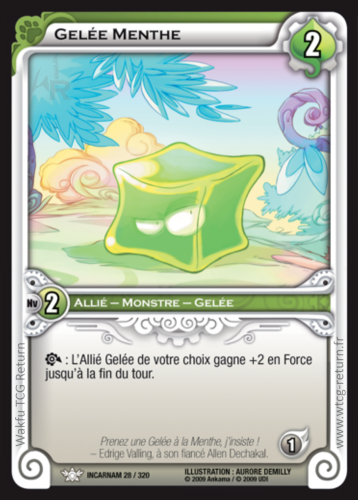 GELÉE MENTHE
2
Nv 2
ALLIÉ – MONSTRE – GELÉE
: L'Allié Gelée de votre choix gagne +2 en Force
jusqu'à la fin du tour.
Prenez une Gelée à la Menthe, j'insiste !
– Edrige Valling, à son fiancé Allen Dechakal.
1
INCARNAM 28 / 320
ILLUSTRATION : AURORE DEMILLY
© 2009 Ankama / © 2009 UDE
Wakfu TCG Return
www.wtcg-return.fr